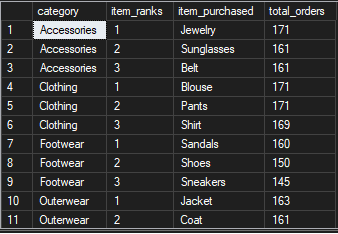 category item_ranks item_purchased total_orders
1 Accessories 1 Jewelry 171
2 Accessories 2 Sunglasses 161
3 Accessories 3 Belt 161
4 Clothing 1 Blouse 171
5 Clothing 2 Pants 171
6 Clothing 3 Shirt 169
7 Footwear 1 Sandals 160
8 Footwear 2 Shoes 150
9 Footwear 3 Sneakers 145
10 Outerwear 1 Jacket 163
11 Outerwear 2 Coat 161